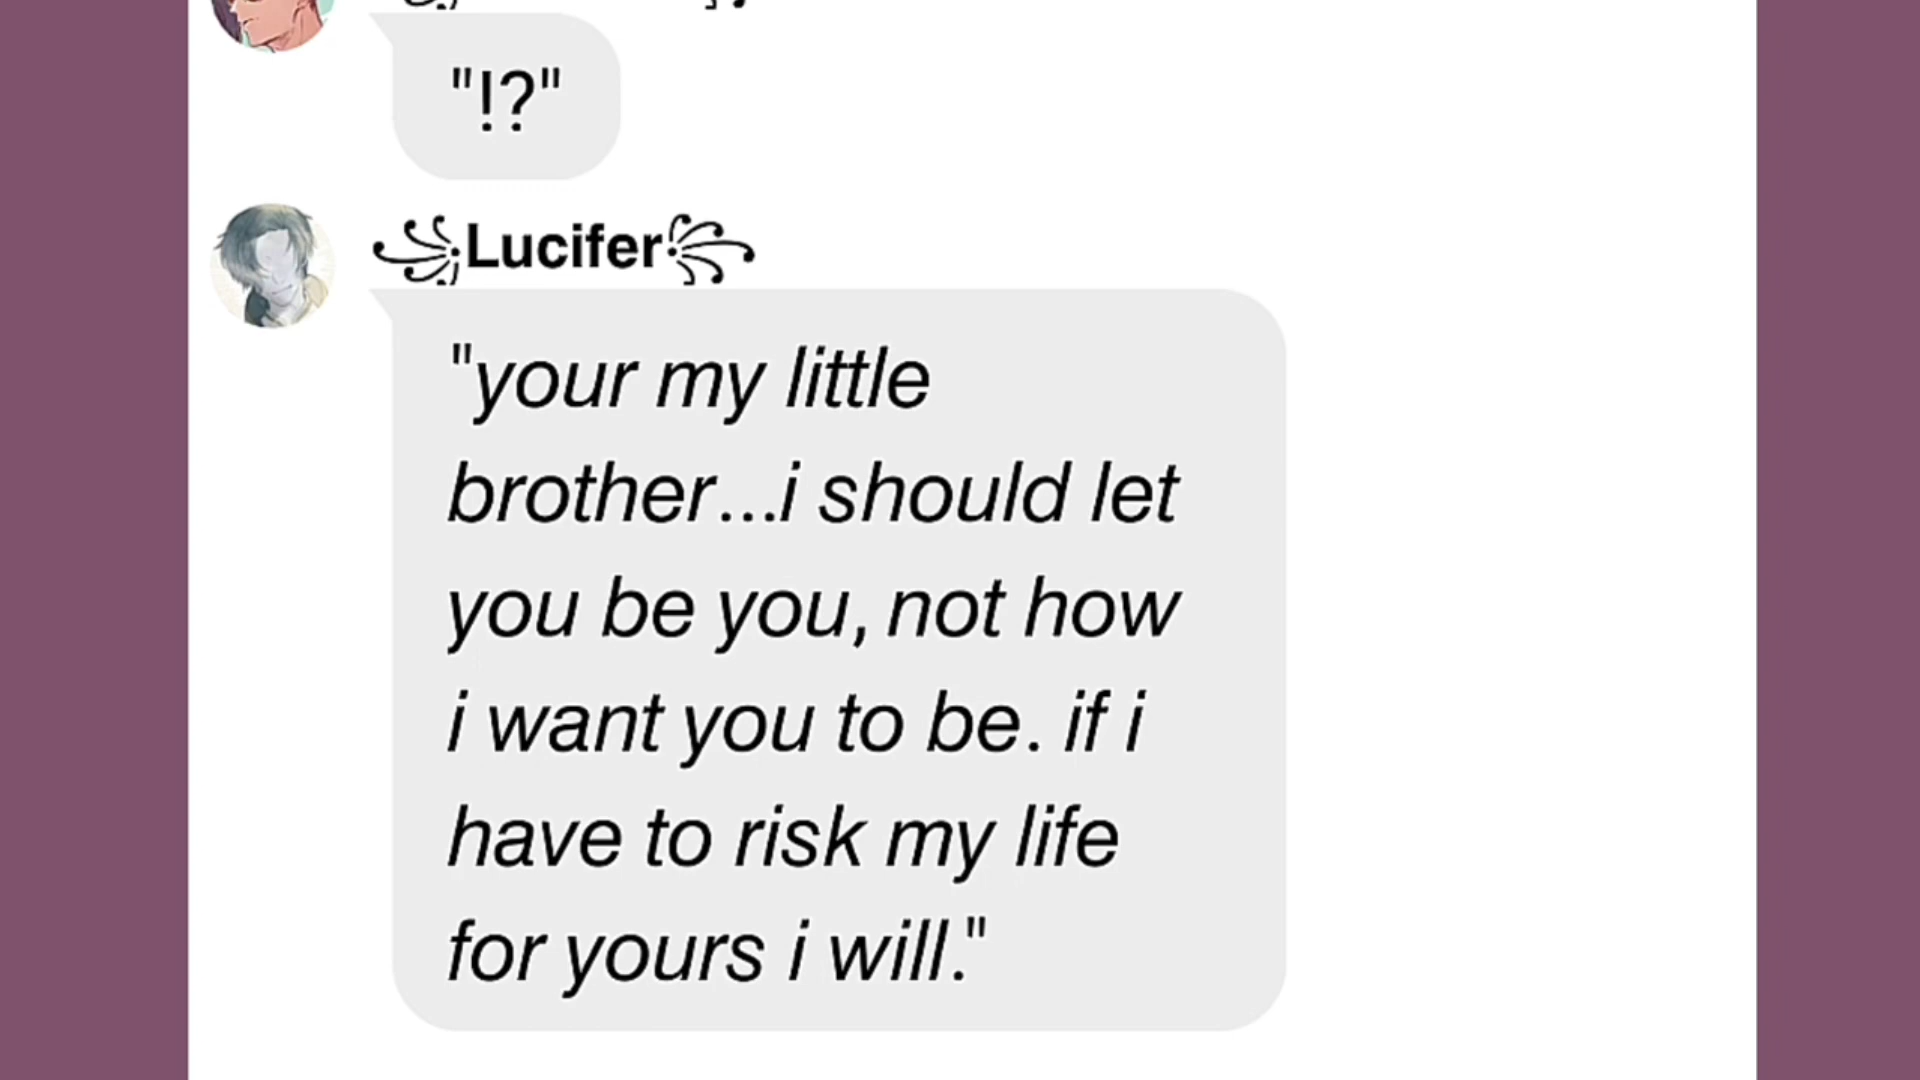 "!?"
꧁Lucifer꧂
"your my little
brother...i should let
you be you, not how
i want you to be. if i
have to risk my life
for yours i will."